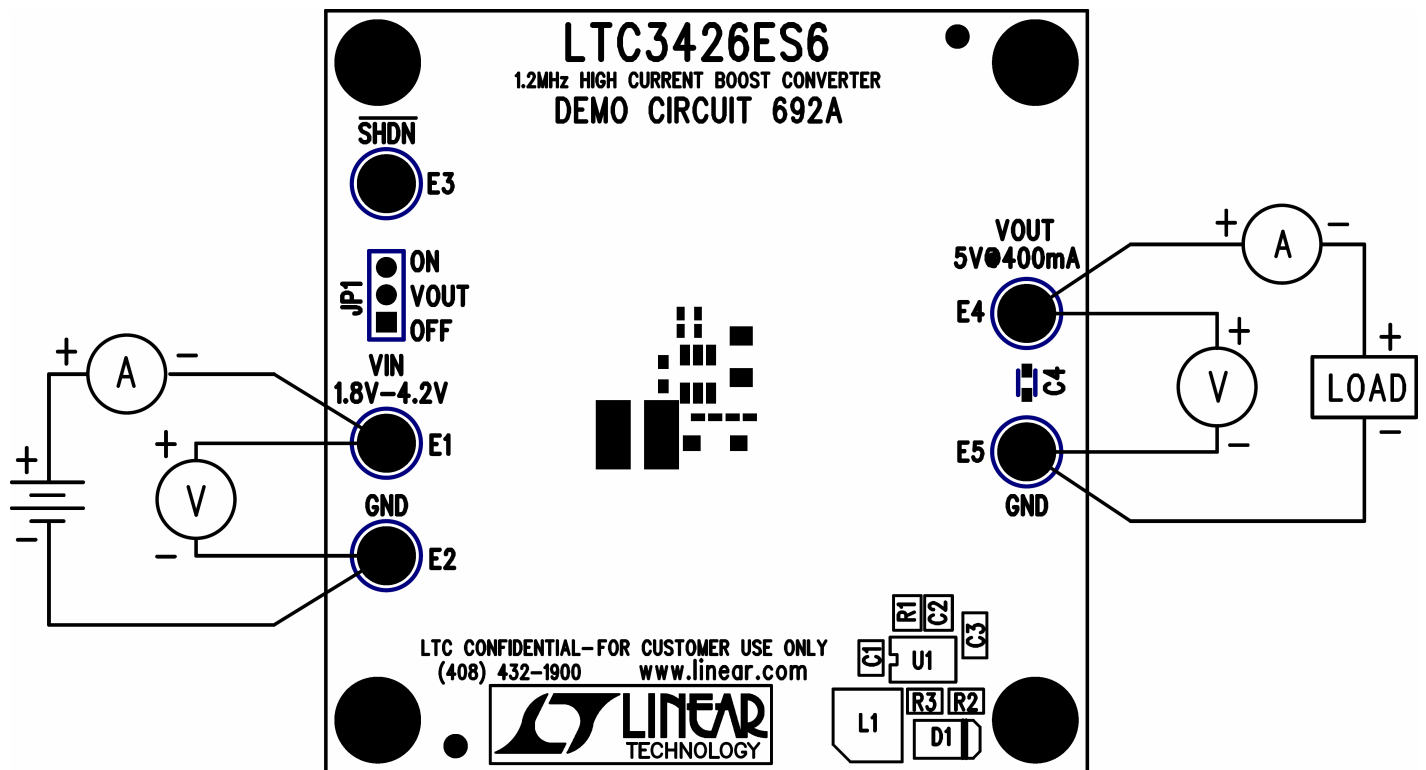 LTC3426ES6
1.2MHz HIGH CURRENT BOOST CONVERTER
DEMO CIRCUIT 692A
SHDN
E3
JP1
ON
VOUT
OFF
VIN
1.8V-4.2V
E1
GND
E2
+
A
-
+
V
-
+
-
VOUT
5V@400mA
E4
C4
E5
GND
+
A
-
+
V
-
+
LOAD
-
LTC CONFIDENTIAL-FOR CUSTOMER USE ONLY
(408) 432-1900 www.linear.com
LINEAR
TECHNOLOGY
R1
C2
C3
C1
U1
R3
R2
L1
D1